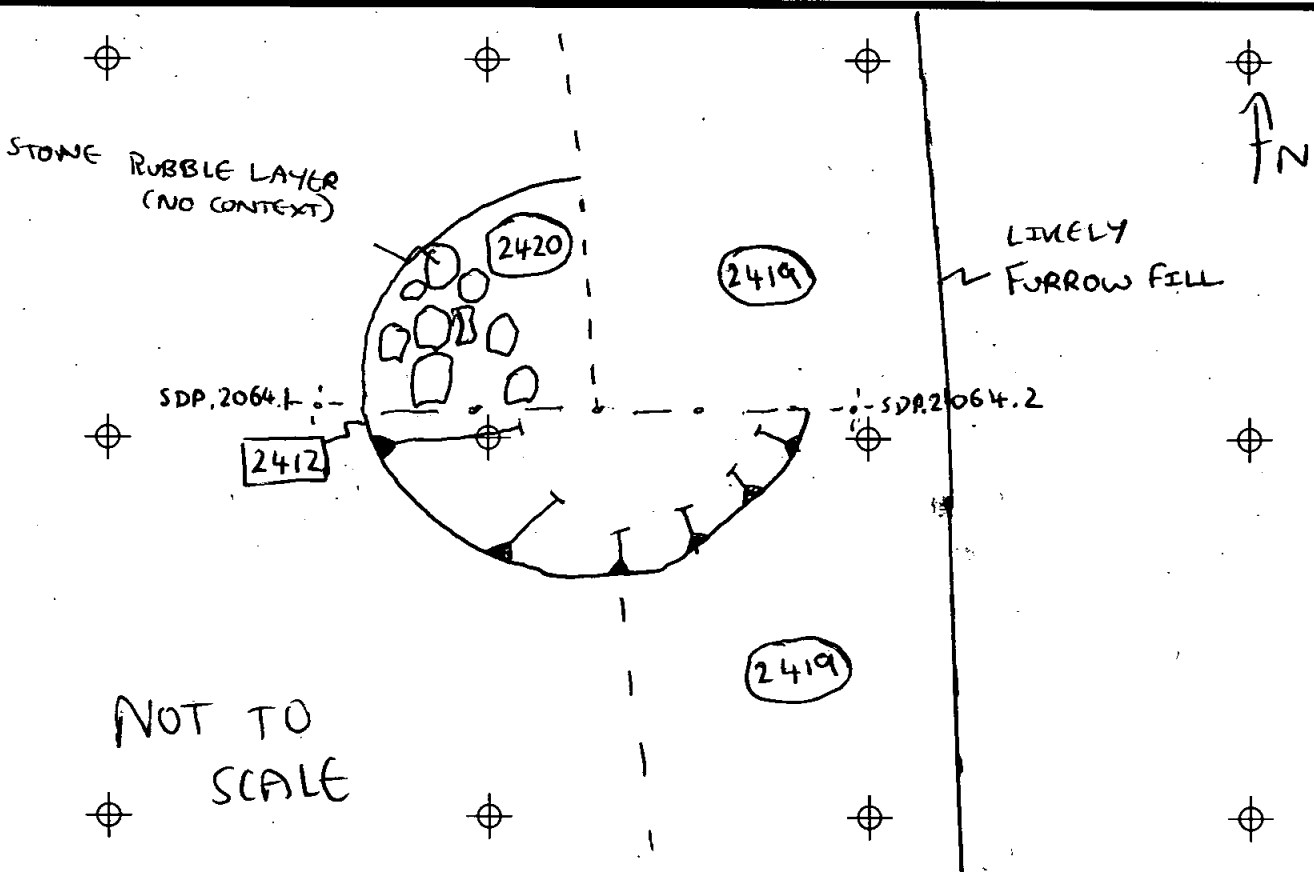 STONE RUBBLE LAYER
(NO CONTEXT)
2420
2419
N
LIKELY
FURROW FILL
SDP.2064.1
SDP.2064.2
2412
2419
NOT TO
SCALE